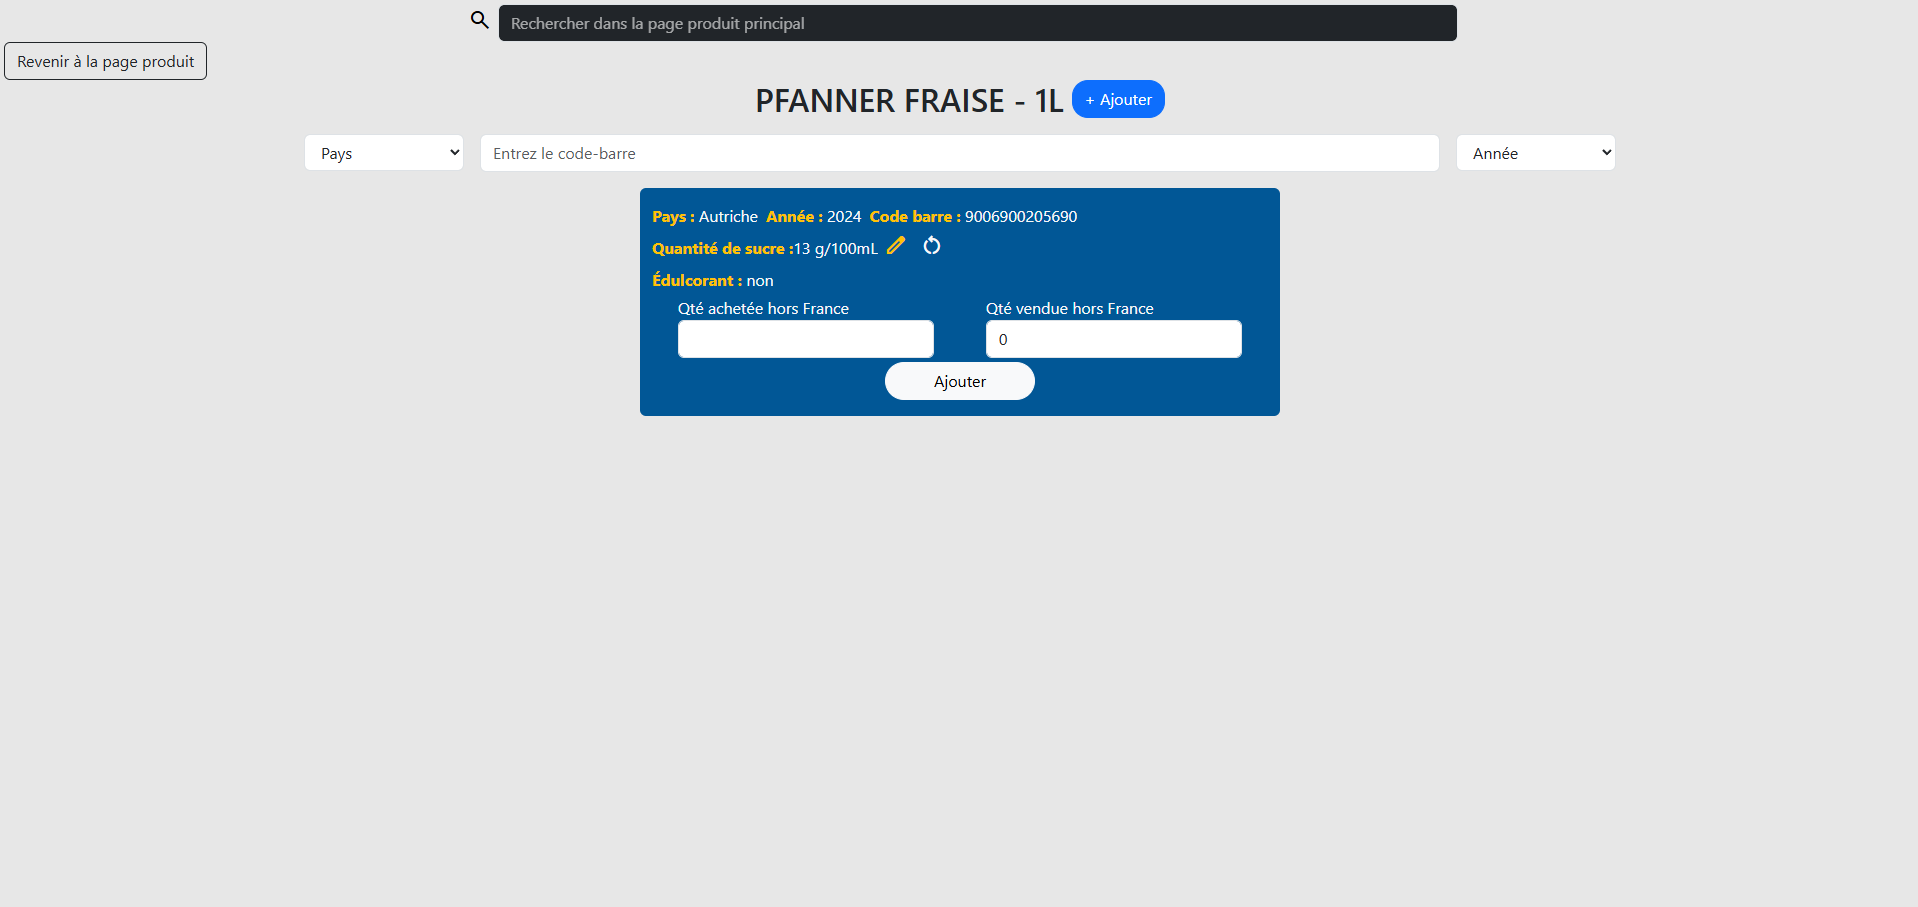 Rechercher dans la page produit principal
Revenir à la page produit
PFANNER FRAISE - 1L + Ajouter
Pays Entrez le code-barre Année
Pays : Autriche Année : 2024 Code barre : 9006900205690
Quantité de sucre :13 g/100mL
Édulcorant : non
Qté achetée hors France Qté vendue hors France
0
Ajouter